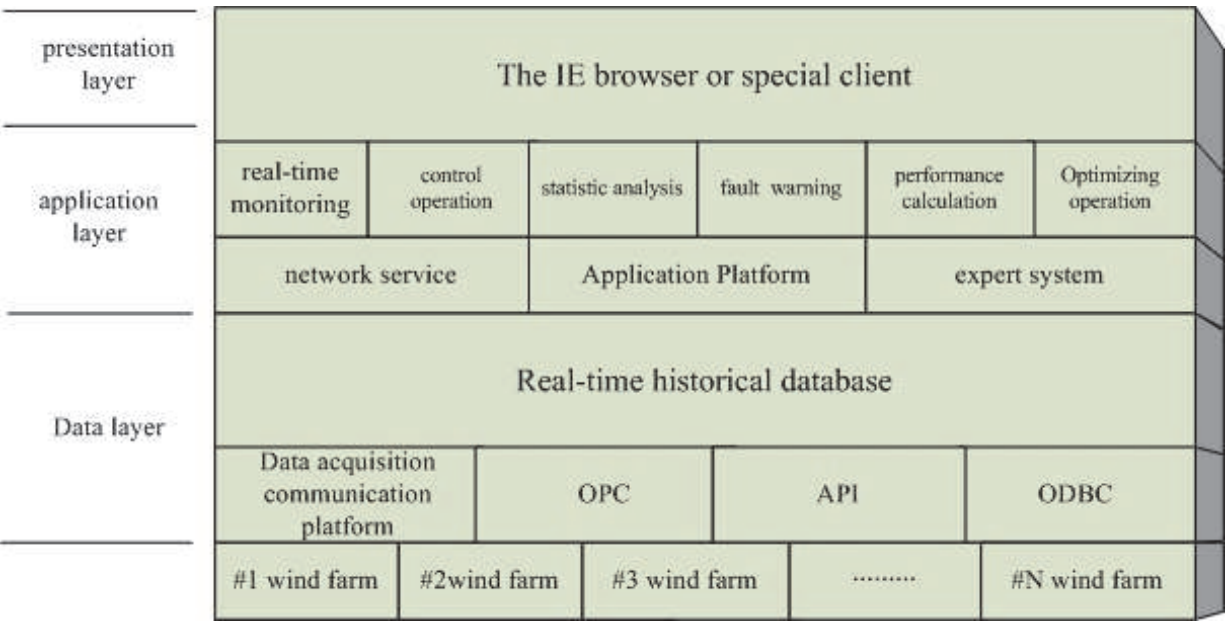 presentation
layer
The IE browser or special client
application
layer
real-time
monitoring
control
operation
statistic analysis
fault warning
performance
calculation
Optimizing
operation
network service
Application Platform
expert system
Data layer
Real-time historical database
Data acquisition
communication
platform
OPC
API
ODBC
#1 wind farm
#2wind farm
#3 wind farm
·········
#N wind farm